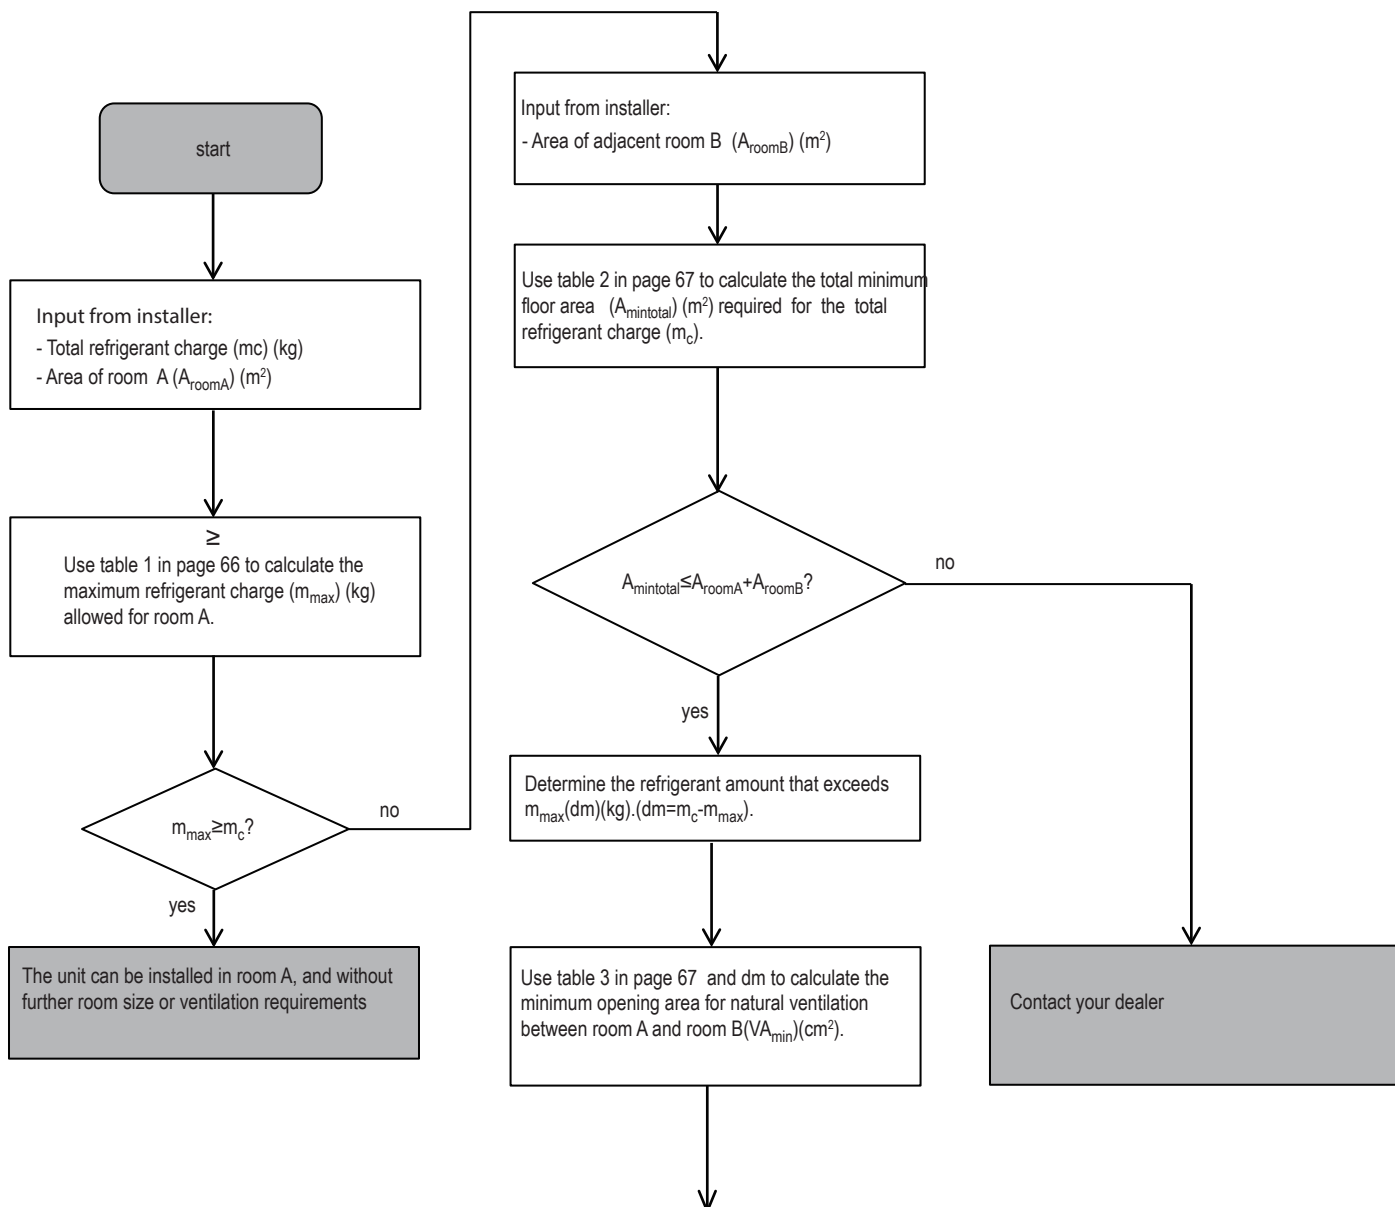 start
Input from installer:
- Total refrigerant charge (mc) (kg)
- Area of room A (AroomA) (m²)
≥
Use table 1 in page 66 to calculate the
maximum refrigerant charge (mmax) (kg)
allowed for room A.
mmax≥mc?
no
yes
The unit can be installed in room A, and without
further room size or ventilation requirements
Input from installer:
- Area of adjacent room B (AroomB) (m²)
Use table 2 in page 67 to calculate the total minimum
floor area (Amintotal) (m²) required for the total
refrigerant charge (mc).
Amintotal≤AroomA+AroomB?
no
yes
Determine the refrigerant amount that exceeds
mmax(dm)(kg).(dm=mc-mmax).
Use table 3 in page 67 and dm to calculate the
minimum opening area for natural ventilation
between room A and room B(VAmin)(cm²).
Contact your dealer